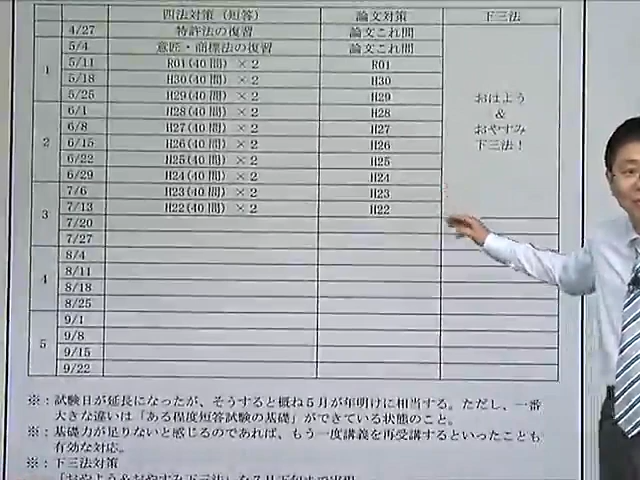 四法対策（短答） 論文対策 下三法
4/27 特許法の復習 論文これ問
5/4 意匠・商標法の復習 論文これ問
1 5/11 R01(40問) ×2 R01
5/18 H30(40問) ×2 H30
5/25 H29(40問) ×2 H29
6/1 H28(40問) ×2 H28
6/8 H27(40問) ×2 H27
2 6/15 H26(40問) ×2 H26
6/22 H25(40問) ×2 H25
6/29 H24(40問) ×2 H24
おはよう
&
おやすみ
下三法！
7/6 H23(40問) ×2 H23
3 7/13 H22(40問) ×2 H22
7/20
7/27
8/4
4 8/11
8/18
8/25
9/1
5 9/8
9/15
9/22
※：試験日が延長になったが、そうすると概ね5月が年明けに相当する。ただし、一番
大きな違いは「ある程度短答試験の基礎」ができている状態のこと。
※：基礎力が足りないと感じるのであれば、もう一度講義を再受講するといったことも
有効な対応。
※：下三法対策